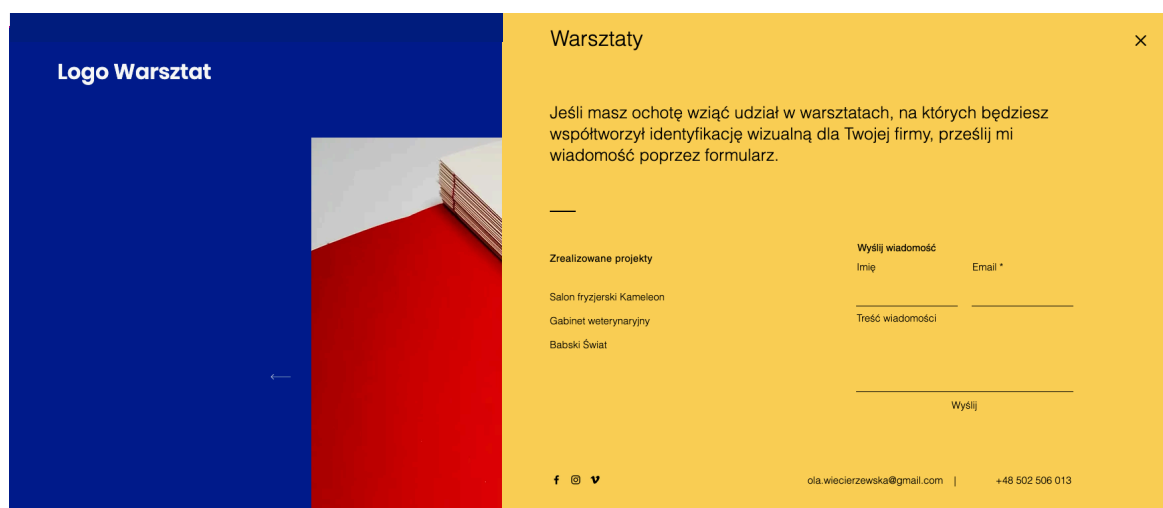 Warsztaty
Logo Warsztat
Jeśli masz ochotę wziąć udział w warsztatach, na których będziesz
współtworzył identyfikację wizualną dla Twojej firmy, prześlij mi
wiadomość poprzez formularz.
Zrealizowane projekty
Salon fryzjerski Kameleon
Gabinet weterynaryjny
Babski Świat
Wyślij wiadomość
Imię Email *
Treść wiadomości
Wyślij
ola.wiecierzewska@gmail.com | +48 502 506 013